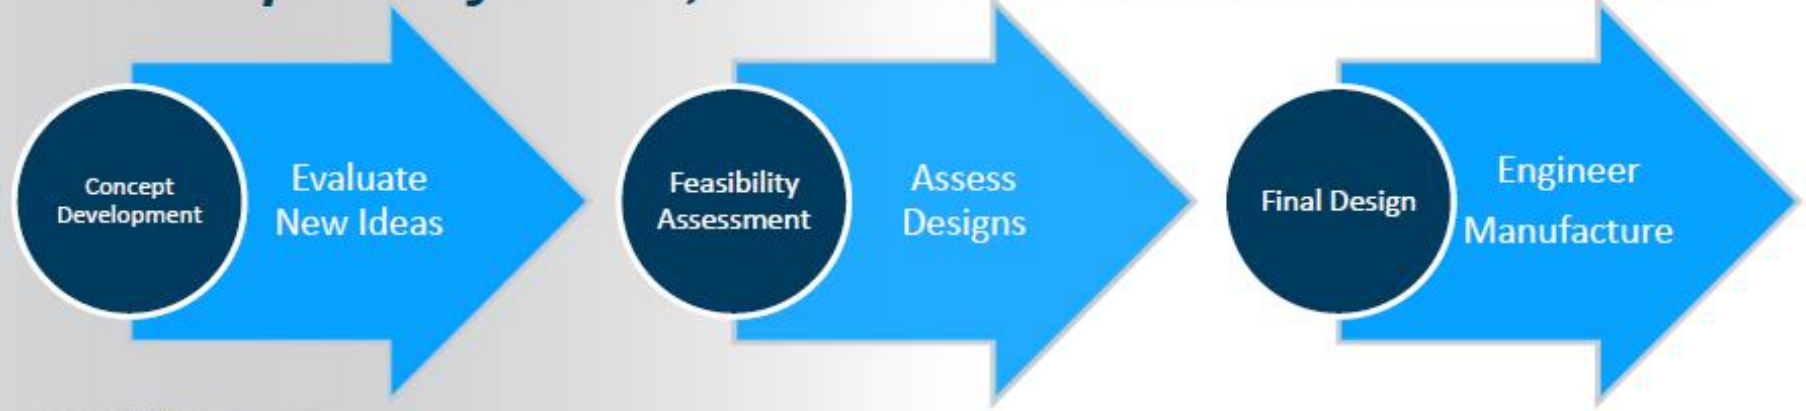 Concept
Development
Evaluate
New Ideas
Feasibility
Assessment
Assess
Designs
Final Design
Engineer
Manufacture